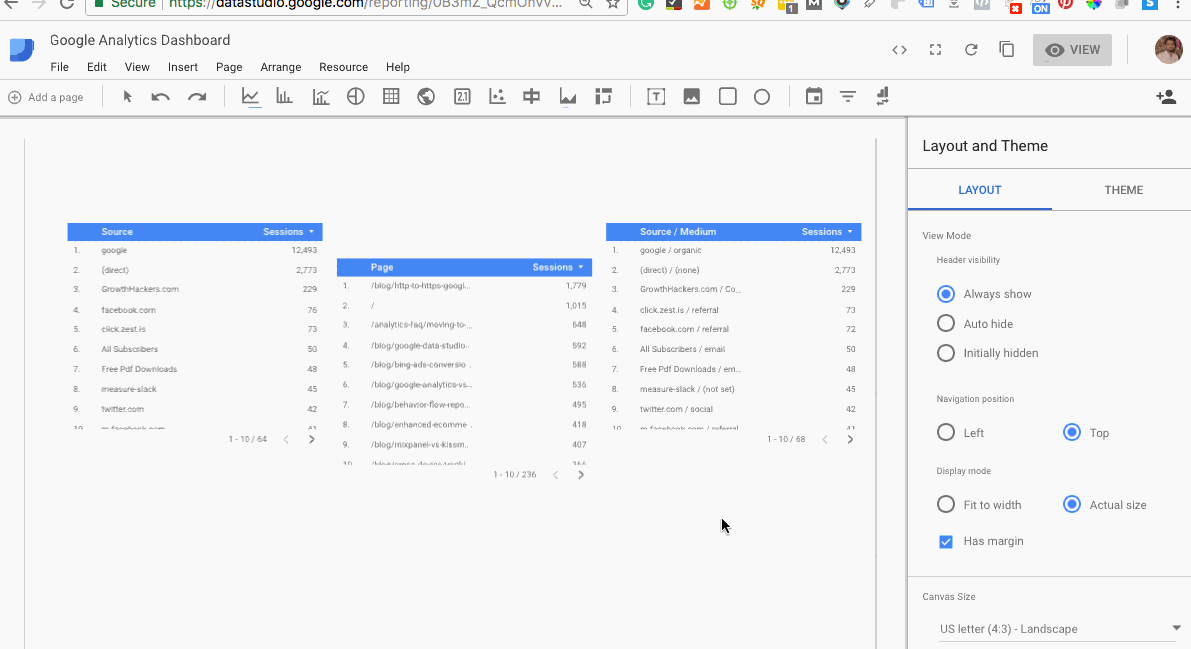 Secure https://datastudio.google.com/reporting/0B3mZ_QcmOhVV...
Google Analytics Dashboard
File Edit View Insert Page Arrange Resource Help
VIEW
Add a page
Layout and Theme
LAYOUT THEME
View Mode
Header visibility
Always show
Auto hide
Initially hidden
Navigation position
Left Top
Display mode
Fit to width Actual size
Has margin
Canvas Size
US letter (4:3) - Landscape
Source Sessions
1. google 12,493
2. (direct) 2,773
3. GrowthHackers.com 229
4. facebook.com 76
5. click.zest.is 73
6. All Subscribers 50
7. Free Pdf Downloads 48
8. measure-slack 45
9. twitter.com 42
10. m.facebook.com 41
1 - 10 / 64
Page Sessions
1. /blog/http-to-https-googl... 1,779
2. / 1,015
3. /analytics-faq/moving-to-... 648
4. /blog/google-data-studio.. 592
5. /blog/bing-ads-conversio.. 588
6. /blog/google-analytics-vs... 536
7. /blog/behavior-flow-repo... 495
8. /blog/enhanced-ecomme... 418
9. /blog/mixpanel-vs-kissm.. 407
10.
1 - 10 / 236
Source / Medium Sessions
1. google / organic 12,493
2. (direct) / (none) 2,773
3. GrowthHackers.com / Co... 229
4. click.zest.is / referral 73
5. facebook.com / referral 72
6. All Subscribers / email 50
7. Free Pdf Downloads / em... 48
8. measure-slack / (not set) 45
9. twitter.com / social 42
10. m.facebook.com / referral 41
1 - 10 / 68